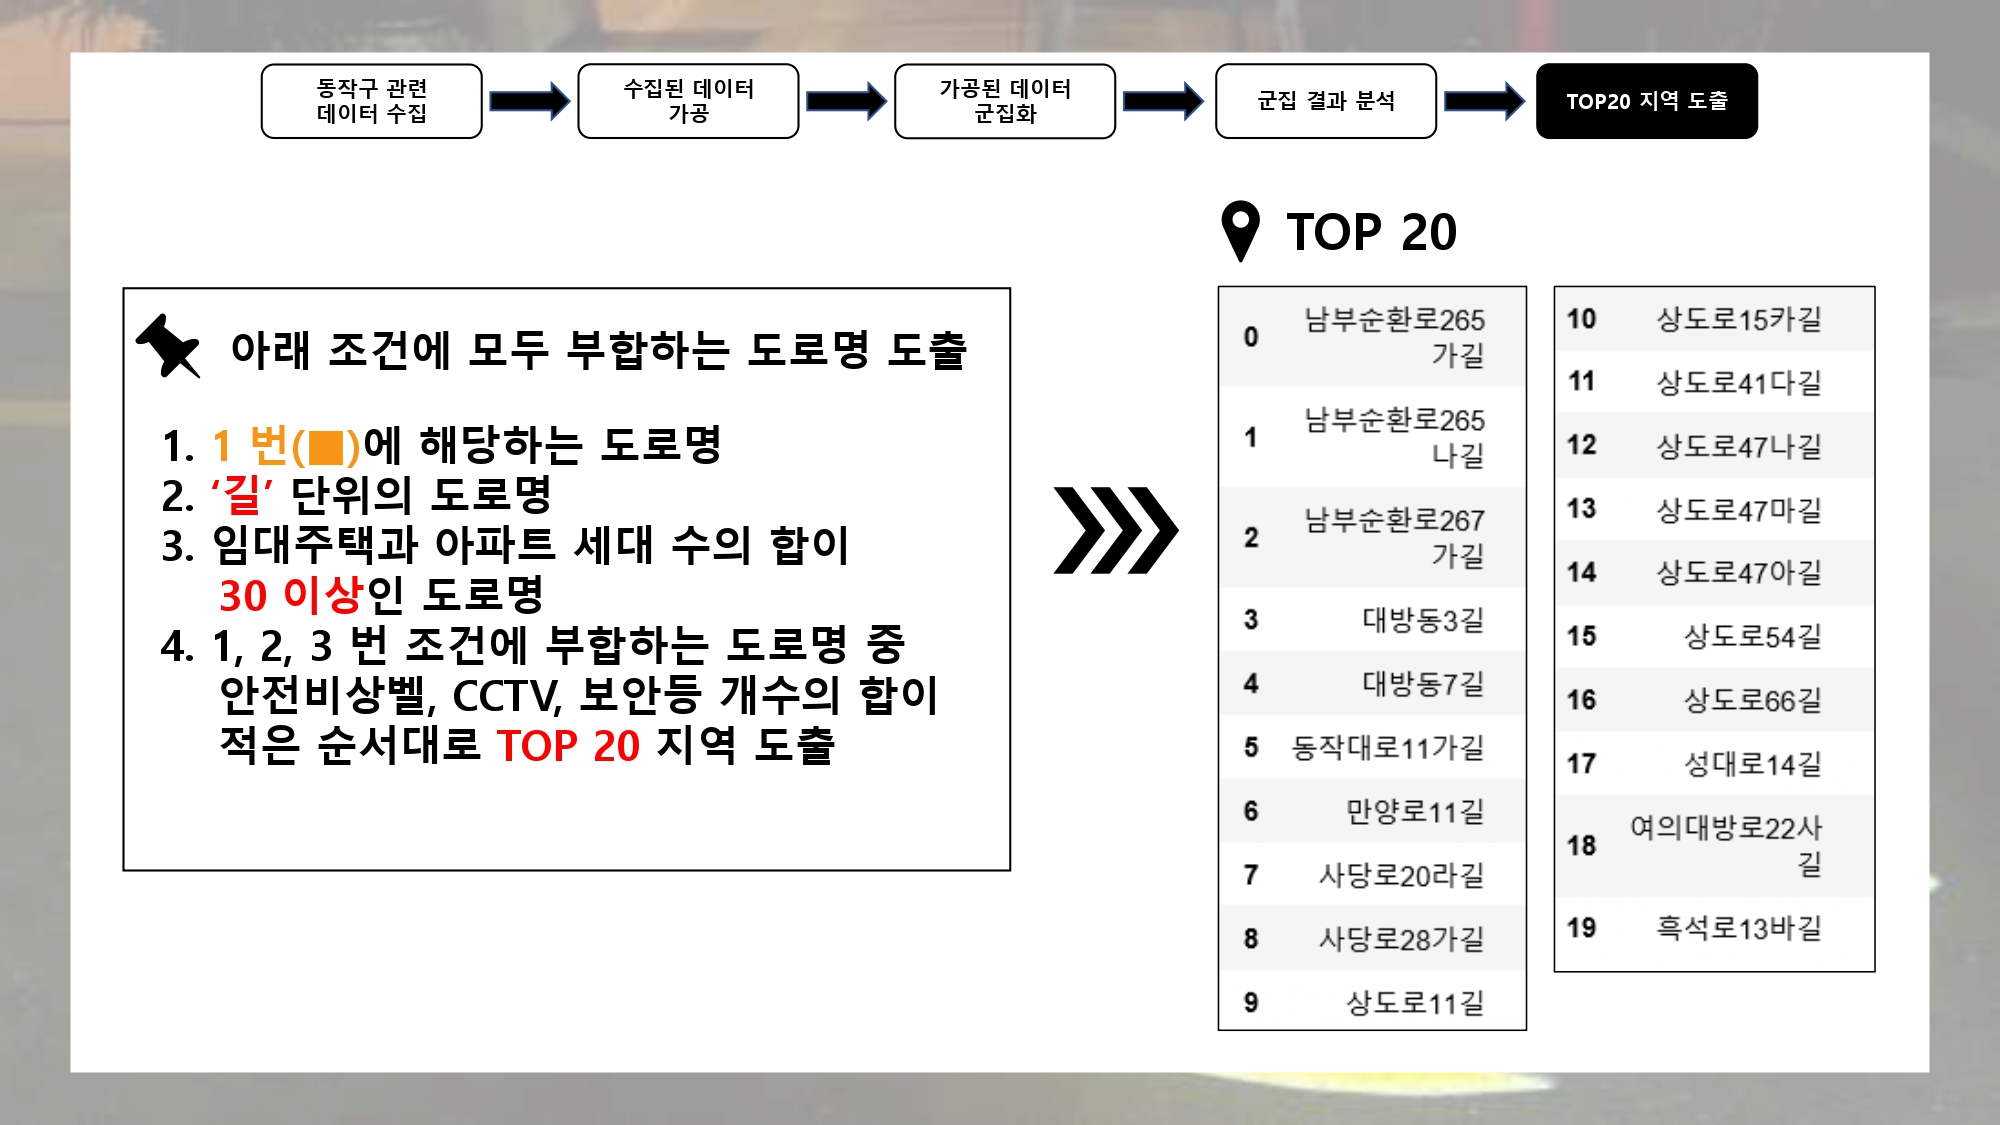 동작구 관련
데이터 수집
수집된 데이터
가공
가공된 데이터
군집화
군집 결과 분석
TOP20 지역 도출
아래 조건에 모두 부합하는 도로명 도출
1. 1 번(■)에 해당하는 도로명
2. ‘길’ 단위의 도로명
3. 임대주택과 아파트 세대 수의 합이
30 이상인 도로명
4. 1, 2, 3 번 조건에 부합하는 도로명 중
안전비상벨, CCTV, 보안등 개수의 합이
적은 순서대로 TOP 20 지역 도출
TOP 20
0 남부순환로265
가길
1 남부순환로265
나길
2 남부순환로267
가길
3 대방동3길
4 대방동7길
5 동작대로11가길
6 만양로11길
7 사당로20라길
8 사당로28가길
9 상도로11길
10 상도로15카길
11 상도로41다길
12 상도로47나길
13 상도로47마길
14 상도로47아길
15 상도로54길
16 상도로66길
17 성대로14길
18 여의대방로22사
길
19 흑석로13바길